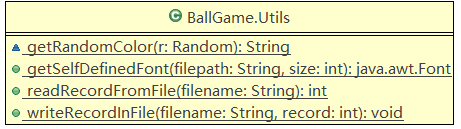 C BallGame.Utils
getRandomColor(r: Random): String
getSelfDefinedFont(filepath: String, size: int): java.awt.Font
readRecordFromFile(filename: String): int
writeRecordInFile(filename: String, record: int): void